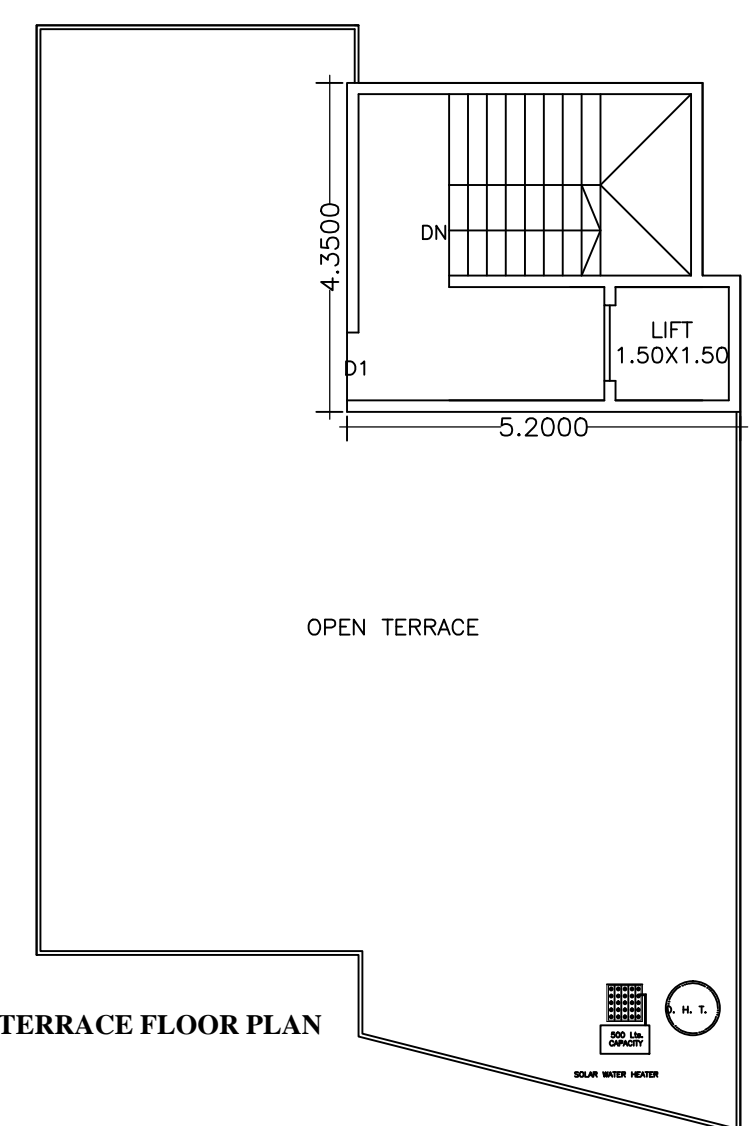 4.3500
DN
LIFT
1.50X1.50
D1
5.2000
OPEN TERRACE
TERRACE FLOOR PLAN
O. H. T.
500 Lts.
CAPACITY
SOLAR WATER HEATER